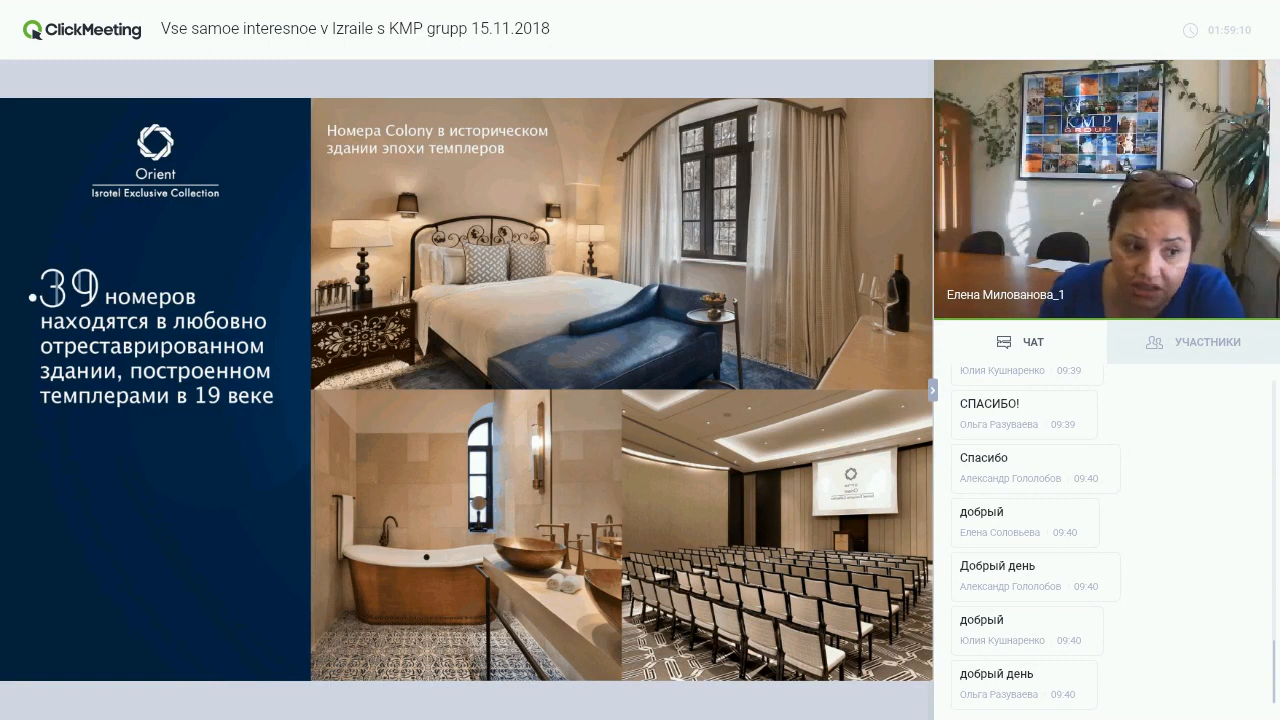 ClickMeeting
Vse samoe interesnoe v Izraile s KMP grupp 15.11.2018
01:59:10
Orient
Isrotel Exclusive Collection
•39 номеров
находятся в любовно
отреставрированном
здании, построенном
темплерами в 19 веке
Номера Colony в историческом
здании эпохи темплеров
KMP
GROUP
Елена Милованова_1
ЧАТ
УЧАСТНИКИ
Юлия Кушнаренко 09:39
СПАСИБО!
Ольга Разуваева 09:39
Спасибо
Александр Гололобов 09:40
добрый
Елена Соловьева 09:40
Добрый день
Александр Гололобов 09:40
добрый
Юлия Кушнаренко 09:40
добрый день
Ольга Разуваева 09:40